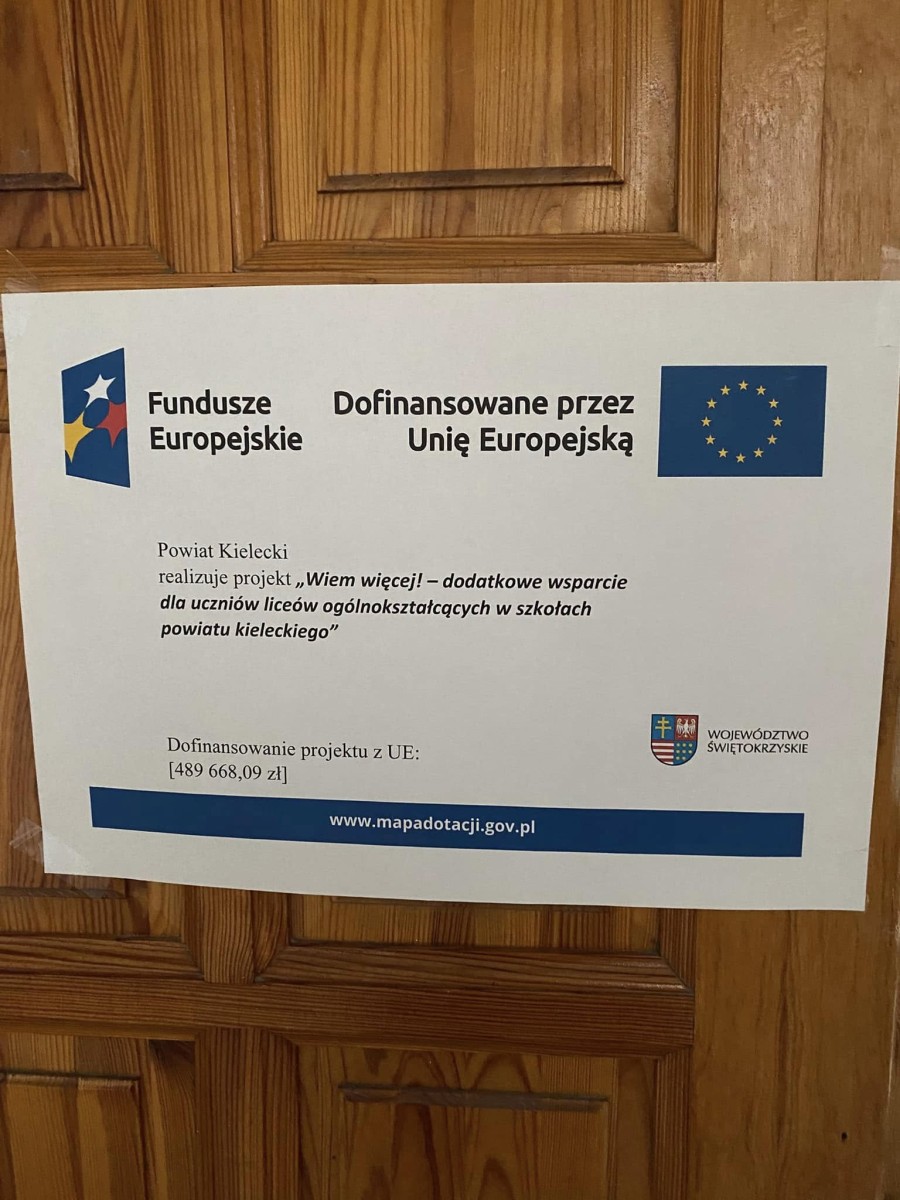 Fundusze
Europejskie
Dofinansowane przez
Unię Europejską
Powiat Kielecki
realizuje projekt „Wiem więcej! – dodatkowe wsparcie
dla uczniów liceów ogólnokształcących w szkołach
powiatu kieleckiego”
Dofinansowanie projektu z UE:
[489 668,09 zł]
WOJEWÓDZTWO
ŚWIĘTOKRZYSKIE
www.mapadotacji.gov.pl